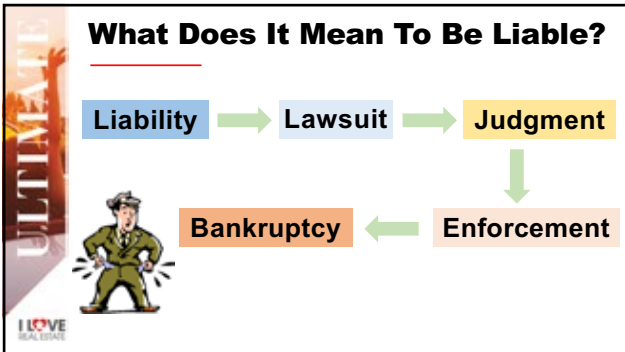 What Does It Mean To Be Liable?
Liability
Lawsuit
Judgment
Enforcement
Bankruptcy
ULTIMATE
I LOVE
REAL ESTATE